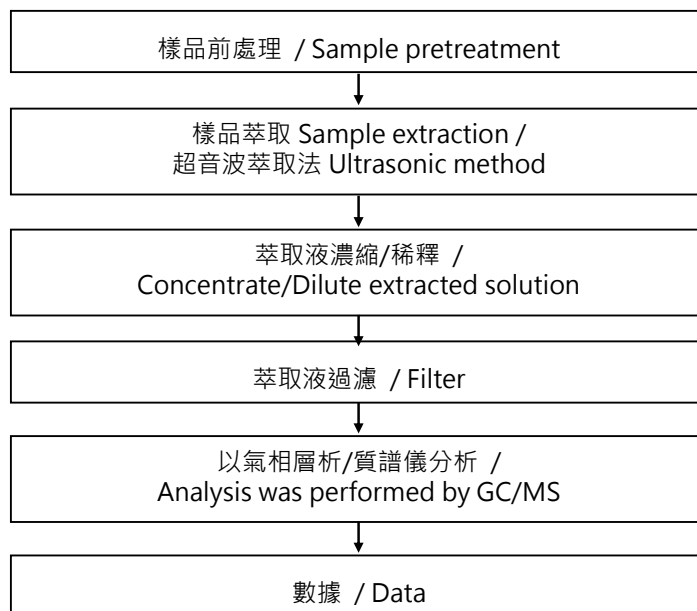 樣品前處理 / Sample pretreatment
樣品萃取 Sample extraction /
超音波萃取法 Ultrasonic method
萃取液濃縮/稀釋 /
Concentrate/Dilute extracted solution
萃取液過濾 / Filter
以氣相層析/質譜儀分析 /
Analysis was performed by GC/MS
數據 / Data